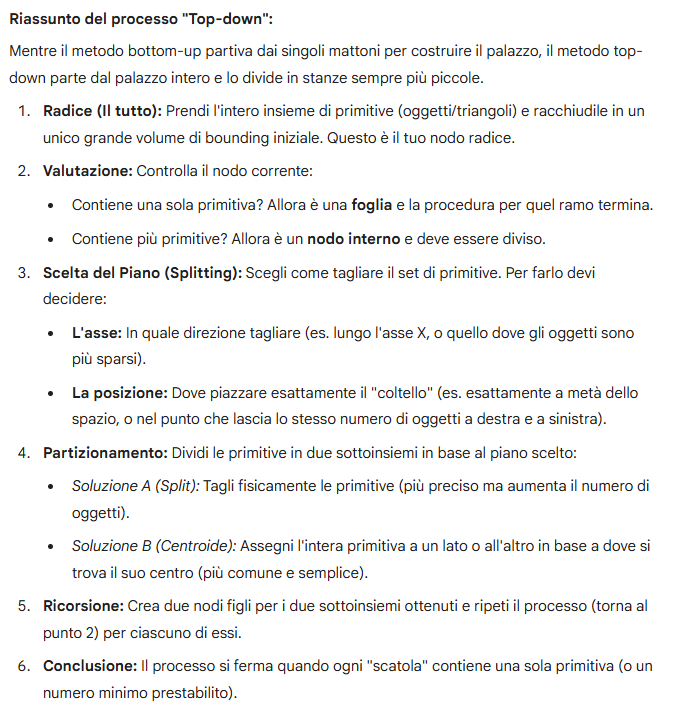 Riassunto del processo "Top-down":
Mentre il metodo bottom-up partiva dai singoli mattoni per costruire il palazzo, il metodo top-
down parte dal palazzo intero e lo divide in stanze sempre più piccole.
1. Radice (Il tutto): Prendi l'intero insieme di primitive (oggetti/triangoli) e racchiudile in un
unico grande volume di bounding iniziale. Questo è il tuo nodo radice.
2. Valutazione: Controlla il nodo corrente:
• Contiene una sola primitiva? Allora è una foglia e la procedura per quel ramo termina.
• Contiene più primitive? Allora è un nodo interno e deve essere diviso.
3. Scelta del Piano (Splitting): Scegli come tagliare il set di primitive. Per farlo devi
decidere:
• L'asse: In quale direzione tagliare (es. lungo l'asse X, o quello dove gli oggetti sono
più sparsi).
• La posizione: Dove piazzare esattamente il "coltello" (es. esattamente a metà dello
spazio, o nel punto che lascia lo stesso numero di oggetti a destra e a sinistra).
4. Partizionamento: Dividi le primitive in due sottoinsiemi in base al piano scelto:
• Soluzione A (Split): Tagli fisicamente le primitive (più preciso ma aumenta il numero di
oggetti).
• Soluzione B (Centroide): Assegni l'intera primitiva a un lato o all'altro in base a dove si
trova il suo centro (più comune e semplice).
5. Ricorsione: Crea due nodi figli per i due sottoinsiemi ottenuti e ripeti il processo (torna al
punto 2) per ciascuno di essi.
6. Conclusione: Il processo si ferma quando ogni "scatola" contiene una sola primitiva (o un
numero minimo prestabilito).